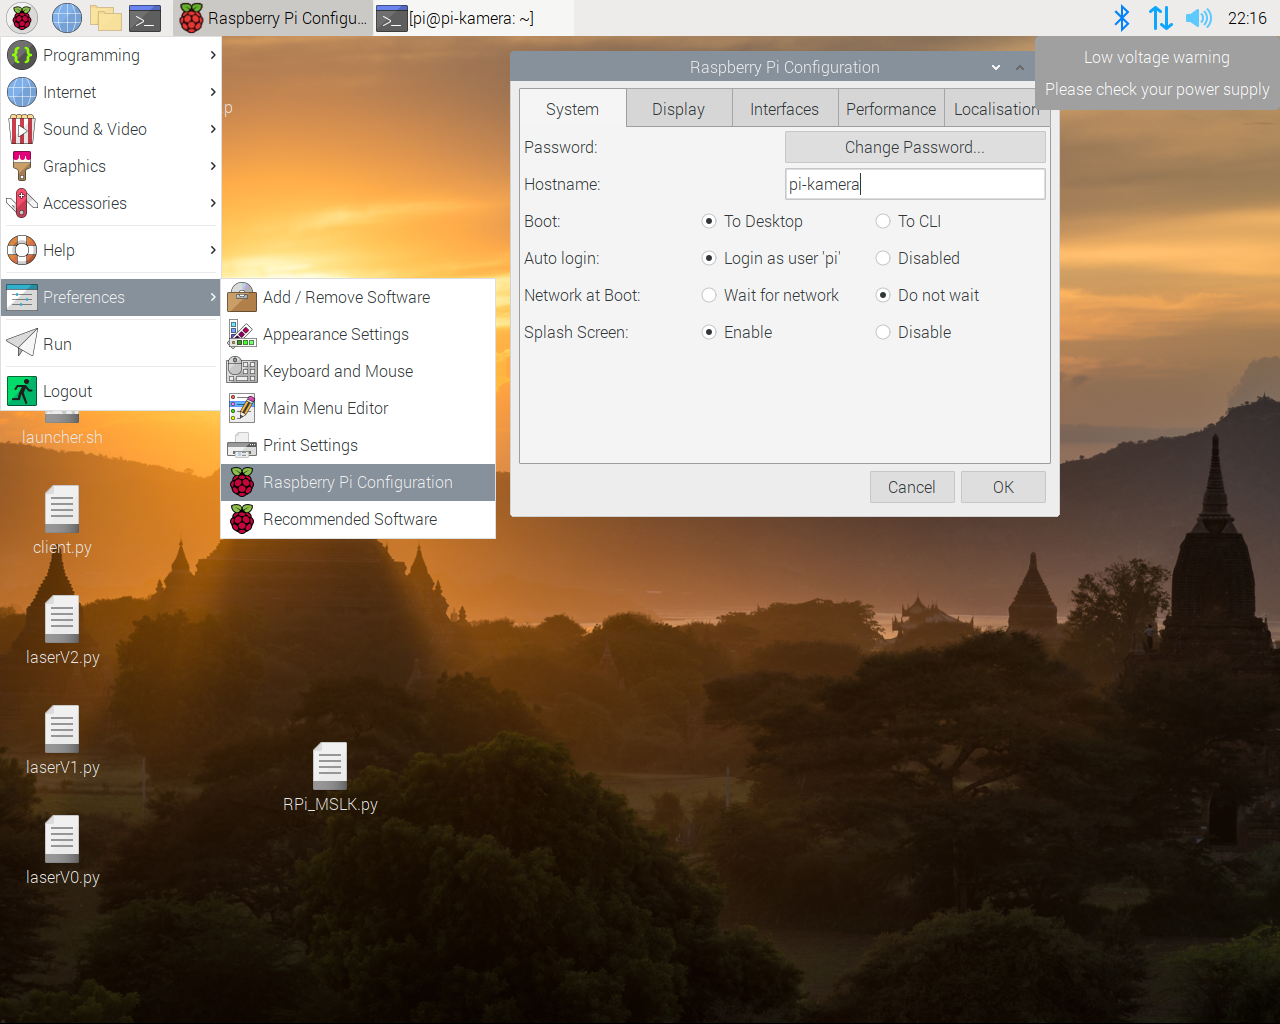 Raspberry Pi Configu...
[pi@pi-kamera: ~]
22:16
Low voltage warning
Please check your power supply
Programming
Internet
Sound & Video
Graphics
Accessories
Help
Preferences
Run
Logout
Add / Remove Software
Appearance Settings
Keyboard and Mouse
Main Menu Editor
Print Settings
Raspberry Pi Configuration
Recommended Software
Raspberry Pi Configuration
System
Display
Interfaces
Performance
Localisation
Password:
Change Password...
Hostname:
pi-kamera
Boot:
To Desktop
To CLI
Auto login:
Login as user 'pi'
Disabled
Network at Boot:
Wait for network
Do not wait
Splash Screen:
Enable
Disable
Cancel
OK
p
launcher.sh
client.py
laserV2.py
laserV1.py
laserV0.py
RPi_MSLK.py